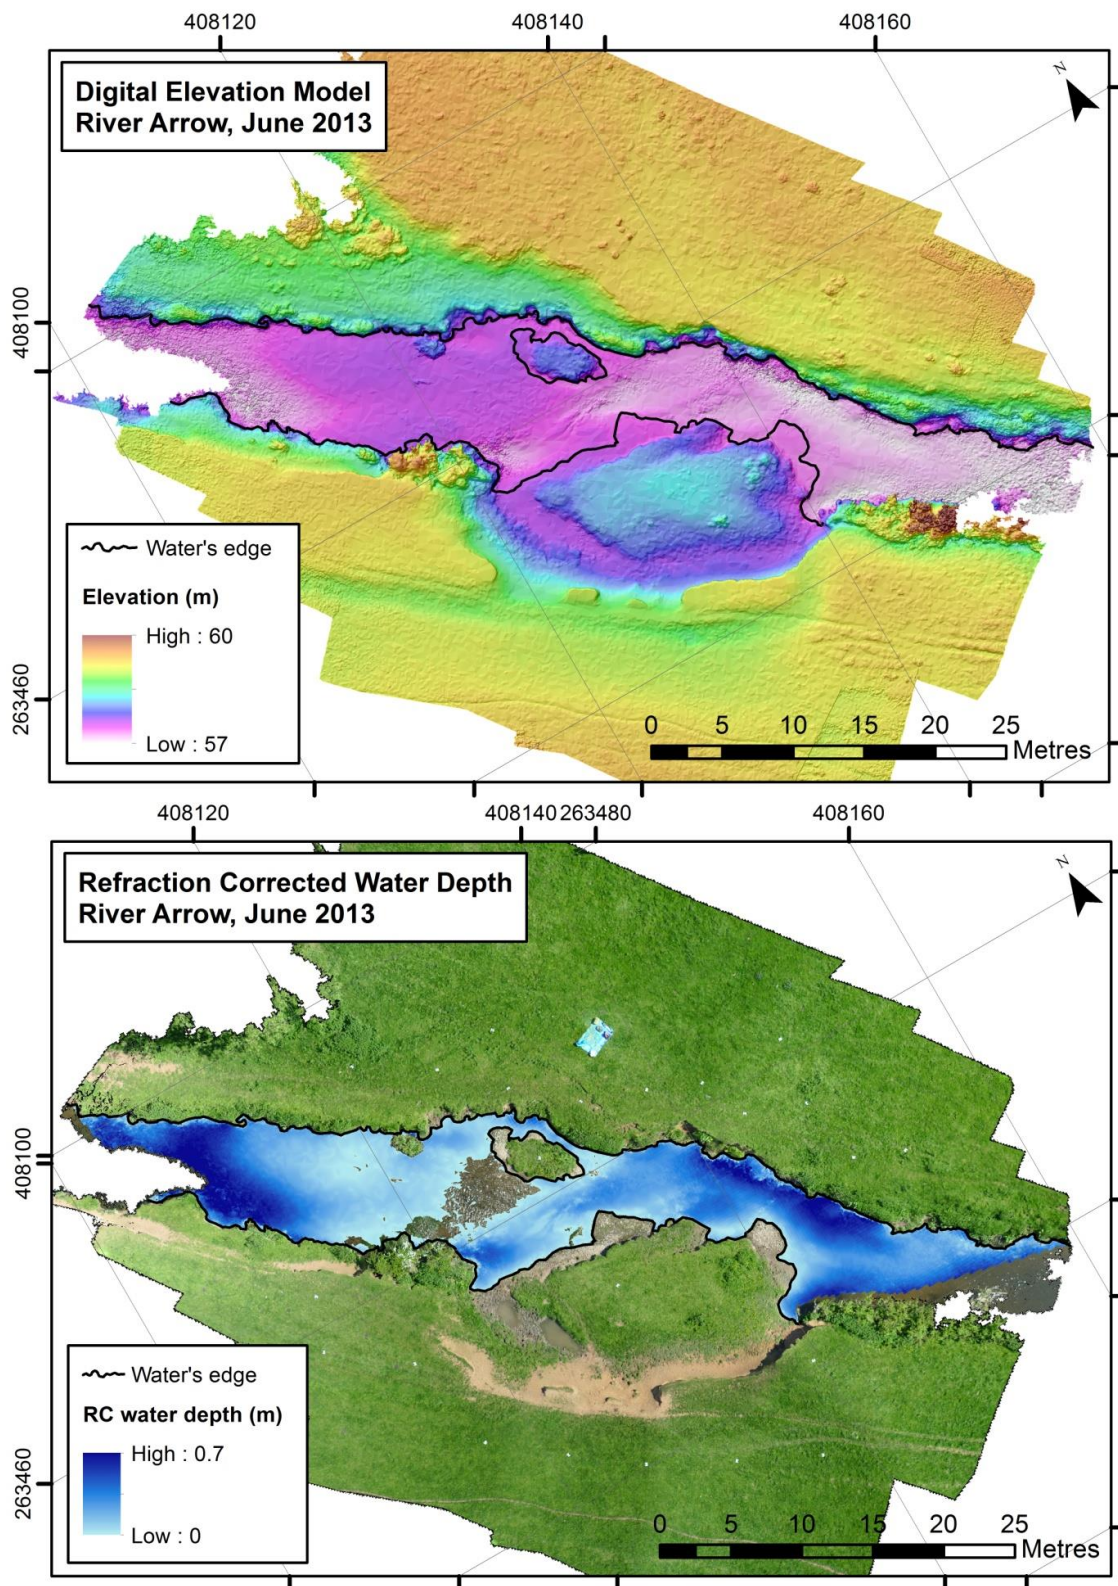 408120 408140 408160
Digital Elevation Model
River Arrow, June 2013
N
408100
Water's edge
Elevation (m)
High : 60
Low : 57
263460
0 5 10 15 20 25
Metres
408120 408140 263480 408160
Refraction Corrected Water Depth
River Arrow, June 2013
N
408100
Water's edge
RC water depth (m)
High : 0.7
Low : 0
263460
0 5 10 15 20 25
Metres